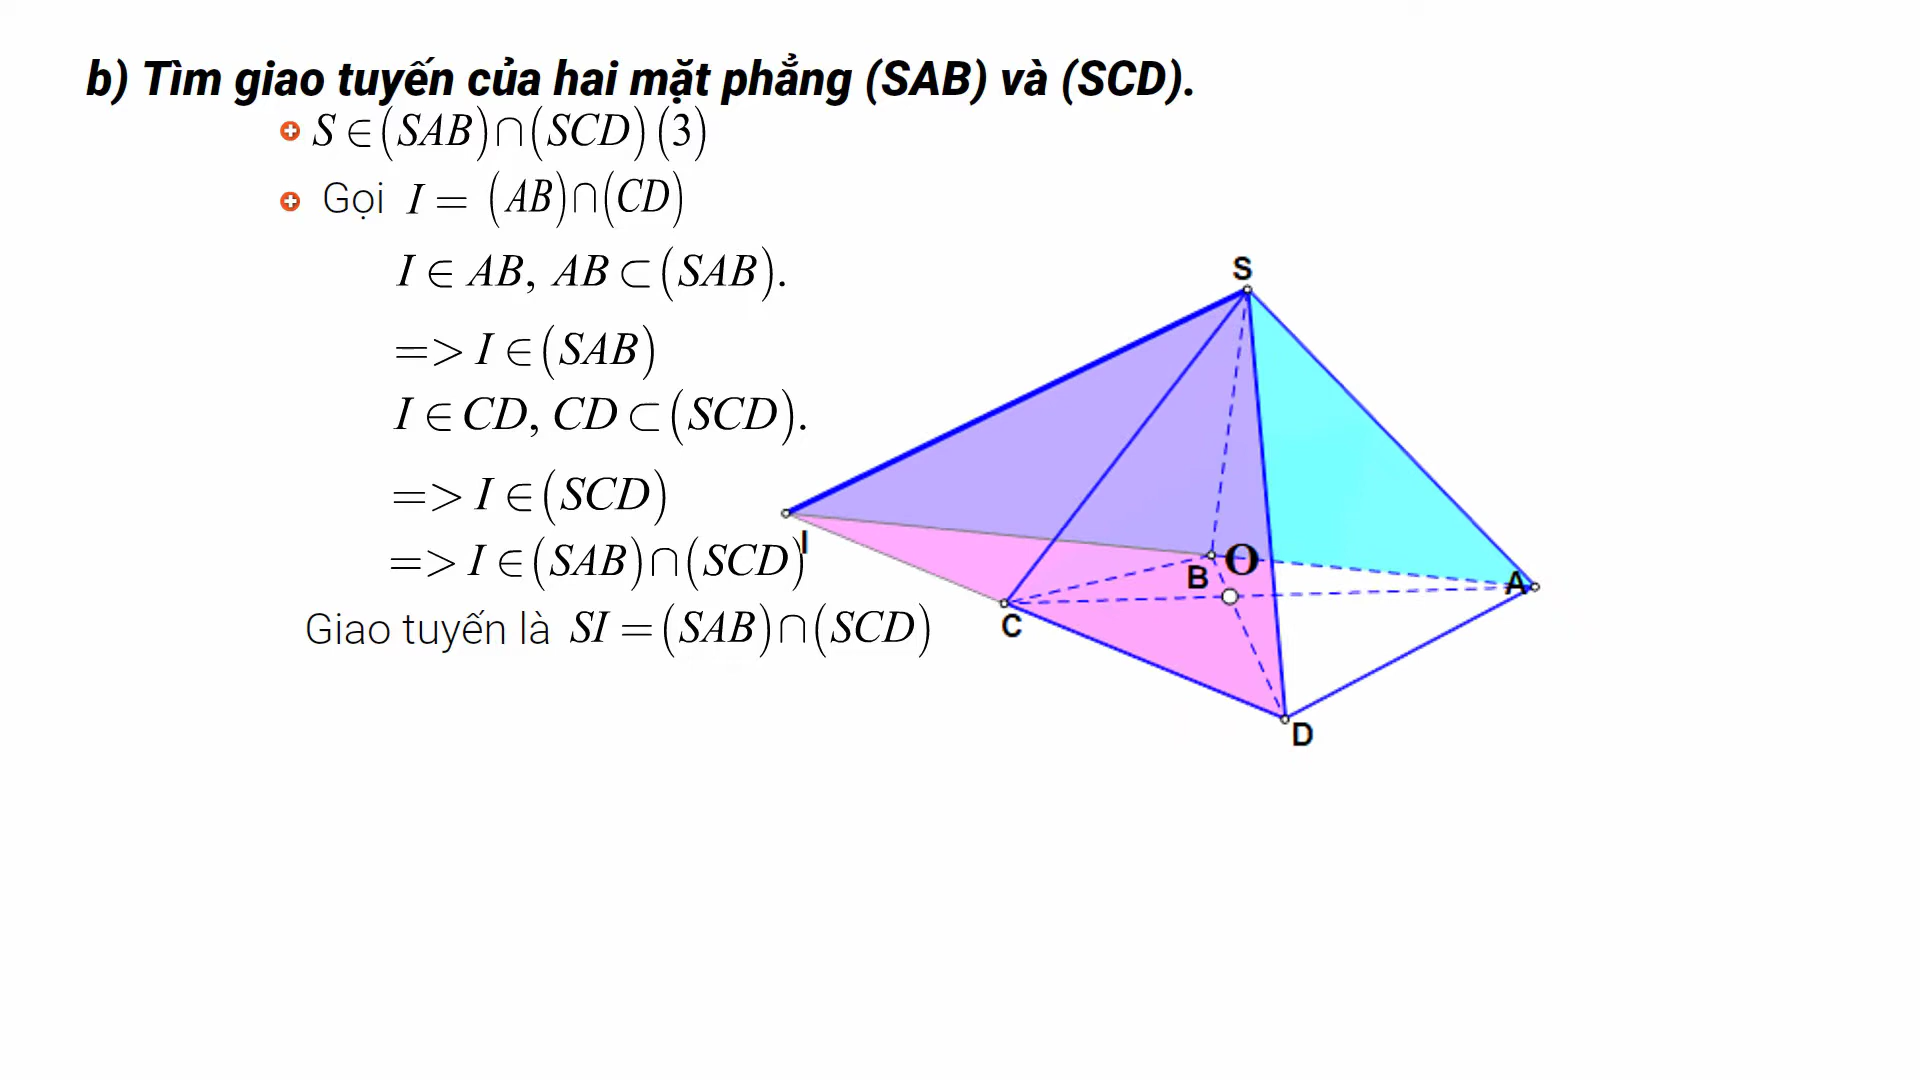 b) Tìm giao tuyến của hai mặt phẳng (SAB) và (SCD).
S ∈ (SAB) ∩ (SCD) (3)
Gọi I = (AB) ∩ (CD)
I ∈ AB, AB ⊂ (SAB).
=> I ∈ (SAB)
I ∈ CD, CD ⊂ (SCD).
=> I ∈ (SCD)
=> I ∈ (SAB) ∩ (SCD)
Giao tuyến là SI = (SAB) ∩ (SCD)
S
I
B
O
A
C
D